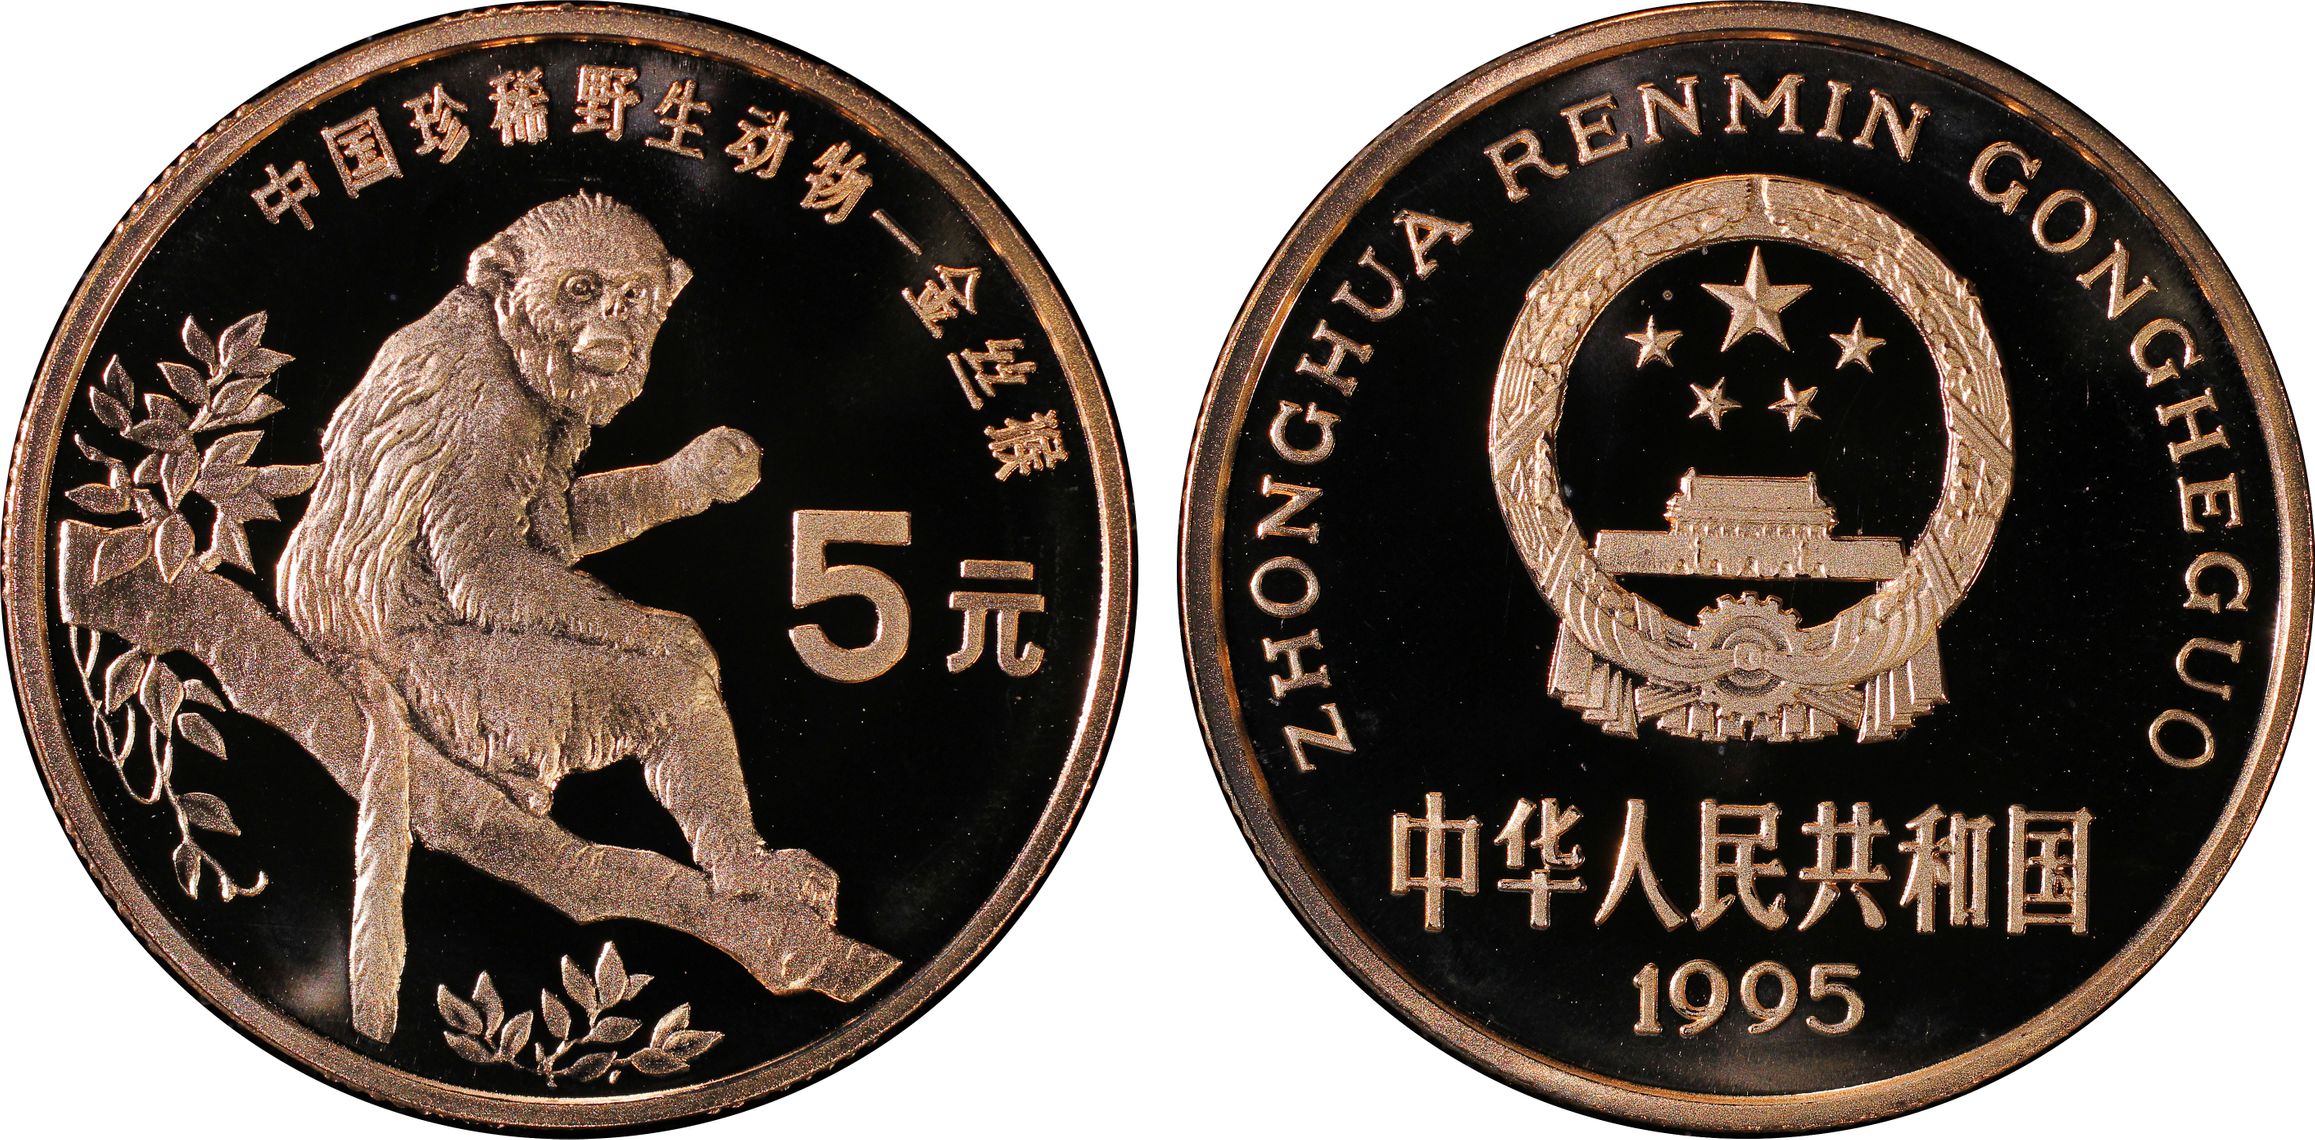 中国珍稀野生动物—金丝猴
5元
ZHONGHUA RENMIN GONGHEGUO
中华人民共和国
1995